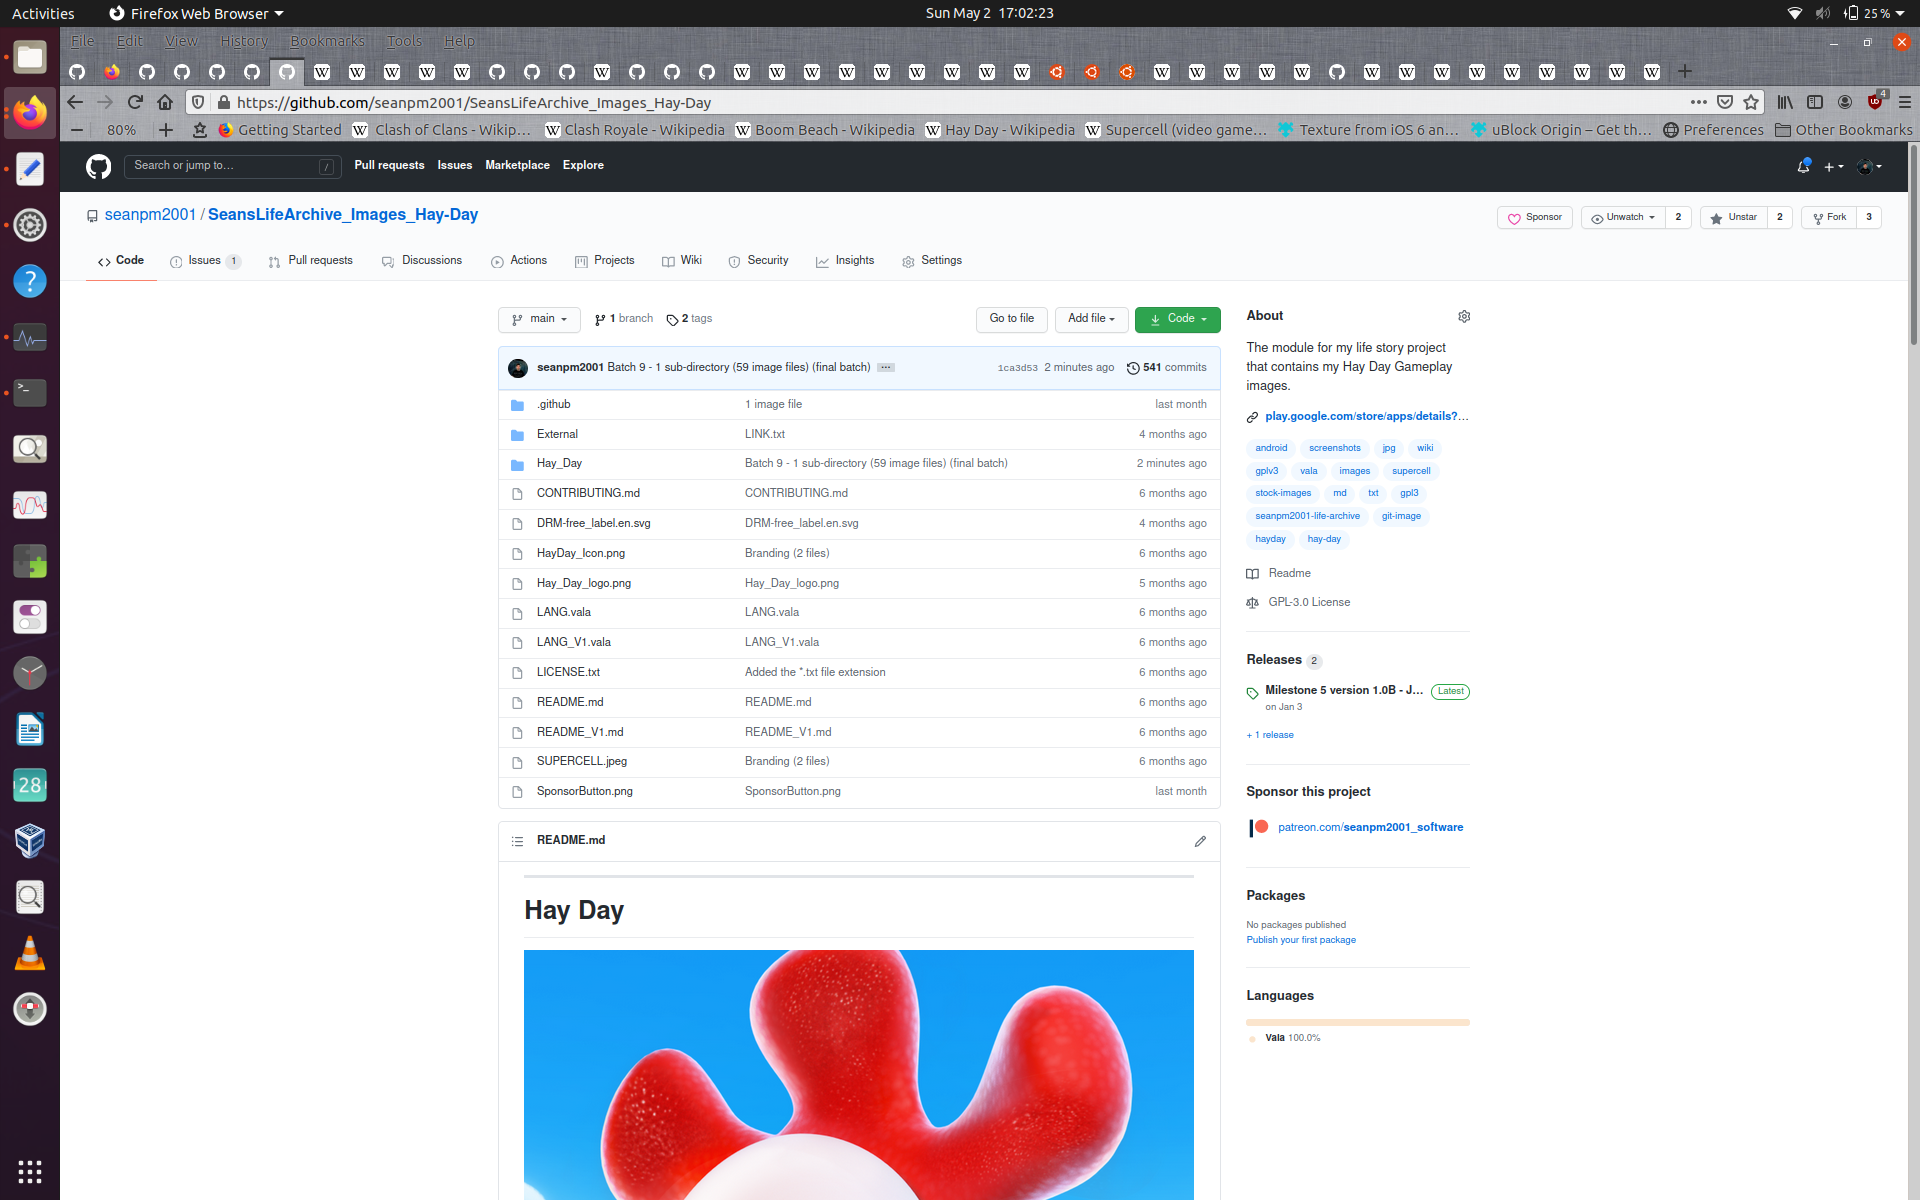 Activities Firefox Web Browser Sun May 2 17:02:23 25 %
File Edit View History Bookmarks Tools Help
https://github.com/seanpm2001/SeansLifeArchive_Images_Hay-Day 4
80% Getting Started Clash of Clans - Wikip… Clash Royale - Wikipedia Boom Beach - Wikipedia Hay Day - Wikipedia Supercell (video game… Texture from iOS 6 an… uBlock Origin – Get th… Preferences Other Bookmarks
Search or jump to… / Pull requests Issues Marketplace Explore
seanpm2001 / SeansLifeArchive_Images_Hay-Day Sponsor Unwatch 2 Unstar 2 Fork 3
Code Issues 1 Pull requests Discussions Actions Projects Wiki Security Insights Settings
main 1 branch 2 tags Go to file Add file Code
seanpm2001 Batch 9 - 1 sub-directory (59 image files) (final batch) … 1ca3d53 2 minutes ago 541 commits
.github 1 image file last month
External LINK.txt 4 months ago
Hay_Day Batch 9 - 1 sub-directory (59 image files) (final batch) 2 minutes ago
CONTRIBUTING.md CONTRIBUTING.md 6 months ago
DRM-free_label.en.svg DRM-free_label.en.svg 4 months ago
HayDay_Icon.png Branding (2 files) 6 months ago
Hay_Day_logo.png Hay_Day_logo.png 5 months ago
LANG.vala LANG.vala 6 months ago
LANG_V1.vala LANG_V1.vala 6 months ago
LICENSE.txt Added the *.txt file extension 6 months ago
README.md README.md 6 months ago
README_V1.md README_V1.md 6 months ago
SUPERCELL.jpeg Branding (2 files) 6 months ago
SponsorButton.png SponsorButton.png last month
README.md
Hay Day
About
The module for my life story project
that contains my Hay Day Gameplay
images.
play.google.com/store/apps/details?…
android screenshots jpg wiki
gplv3 vala images supercell
stock-images md txt gpl3
seanpm2001-life-archive git-image
hayday hay-day
Readme
GPL-3.0 License
Releases 2
Milestone 5 version 1.0B - J… Latest
on Jan 3
+ 1 release
Sponsor this project
patreon.com/seanpm2001_software
Packages
No packages published
Publish your first package
Languages
Vala 100.0%
28